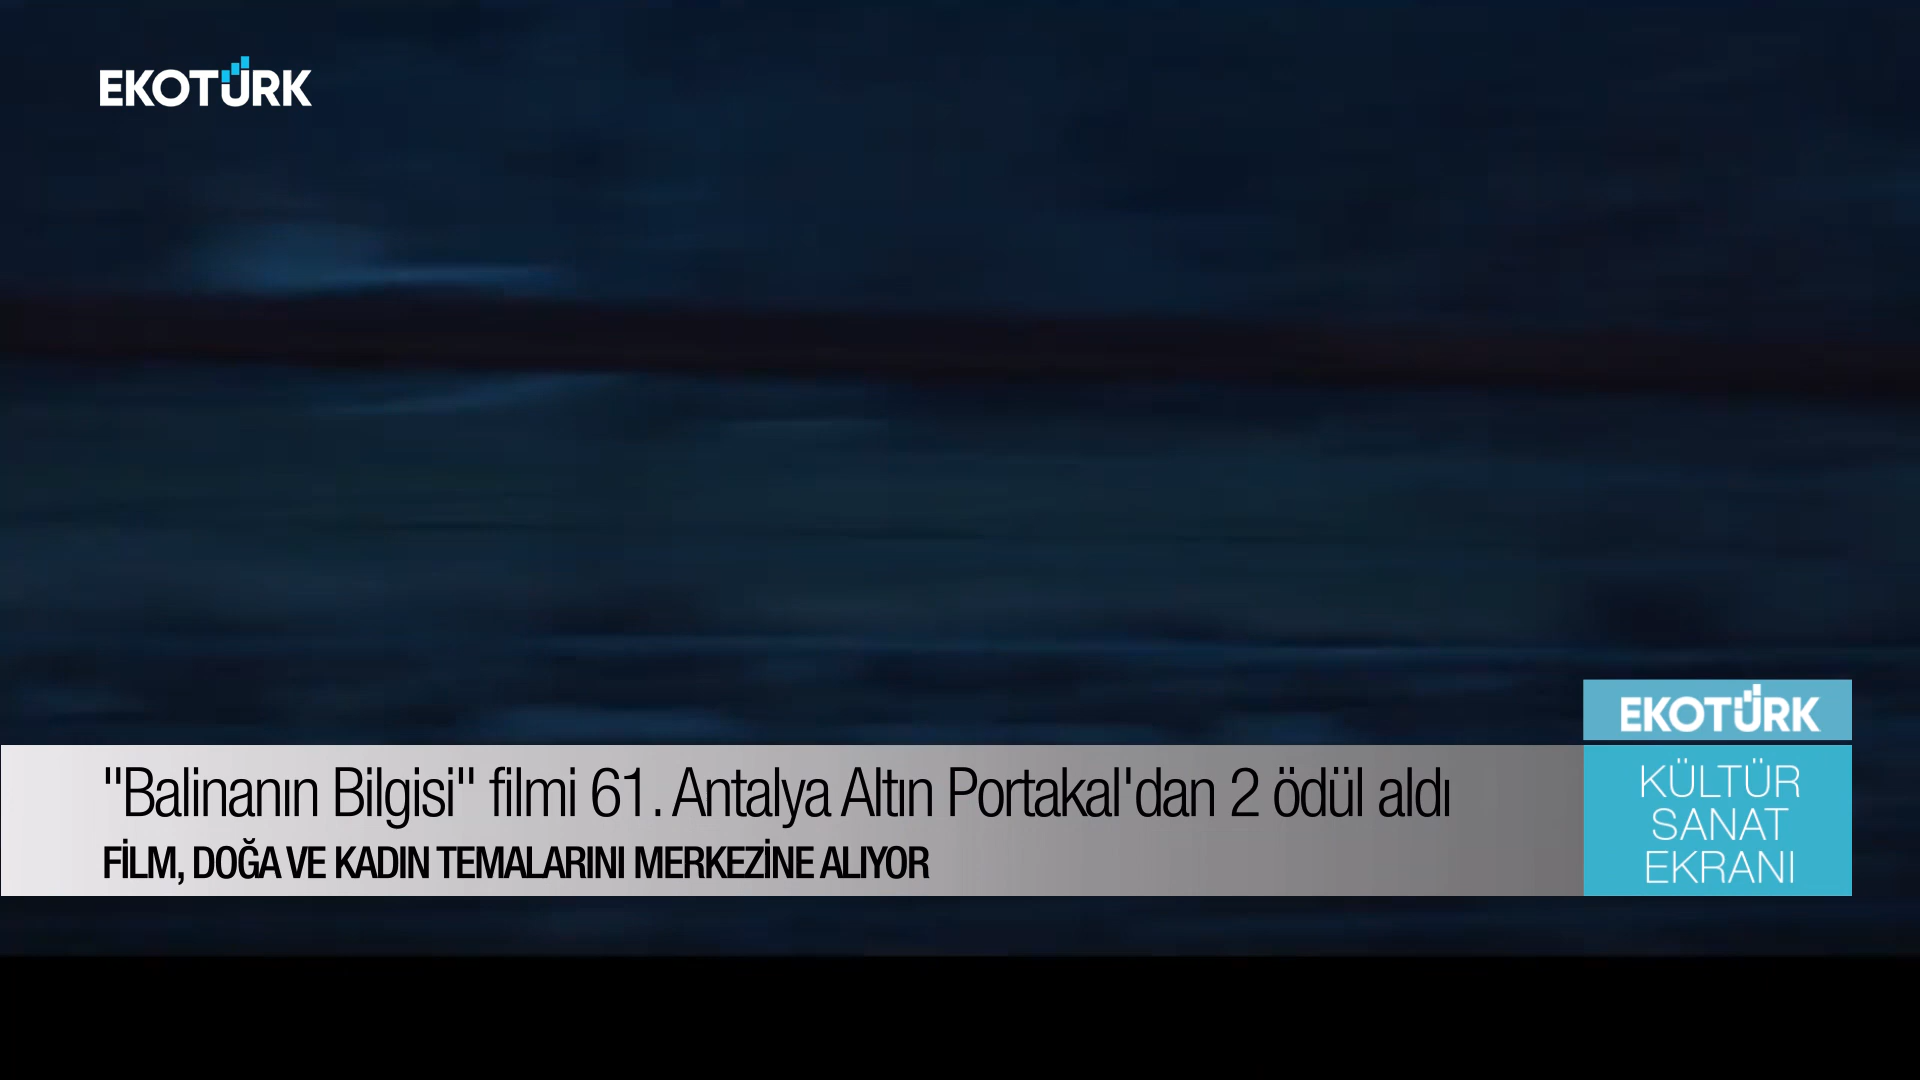 EKOTÜRK
EKOTÜRK
"Balinanın Bilgisi" filmi 61. Antalya Altın Portakal'dan 2 ödül aldı
FİLM, DOĞA VE KADIN TEMALARINI MERKEZİNE ALIYOR
KÜLTÜR
SANAT
EKRANI